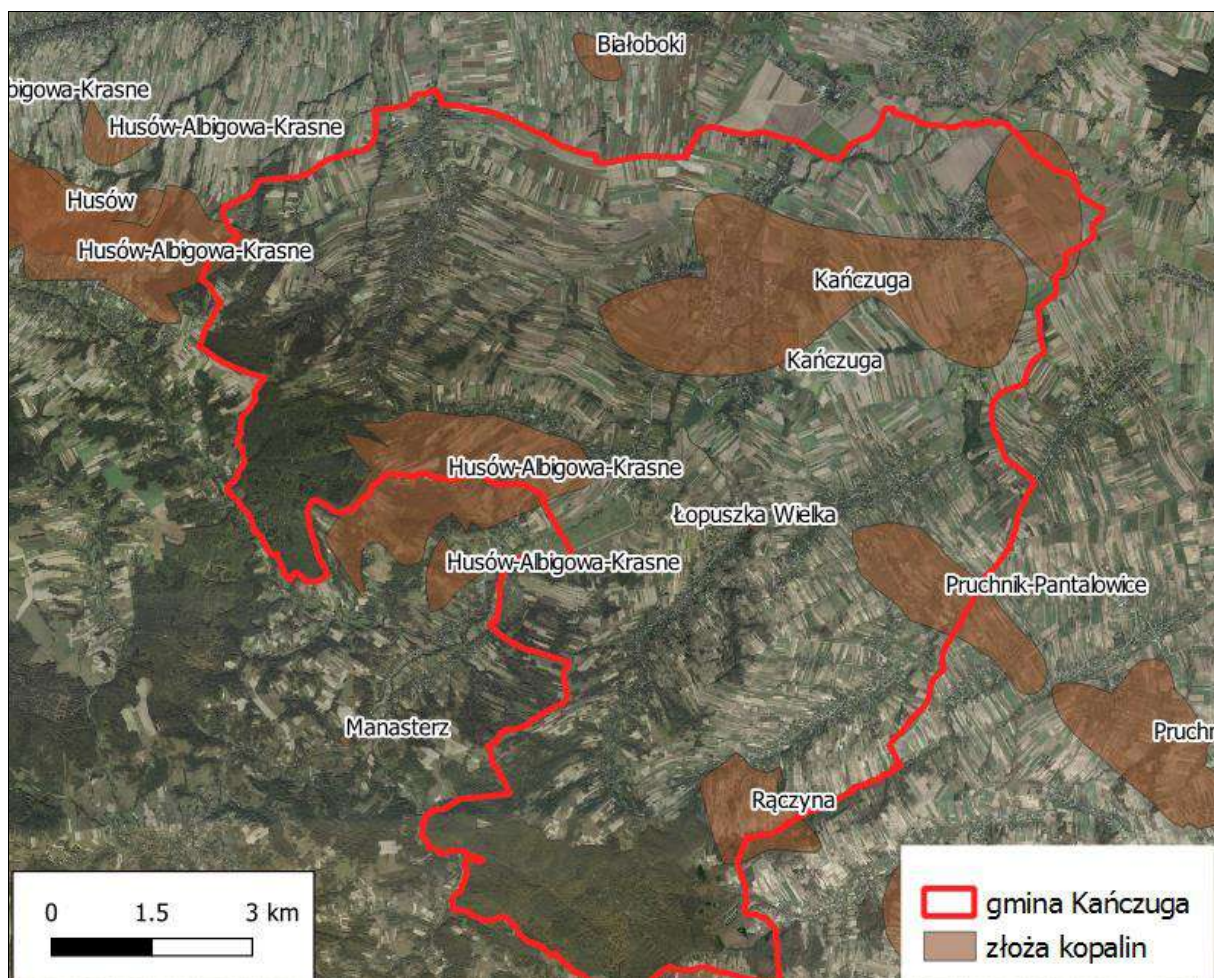 Białoboki
bigowa-Krasne
Husów-Albigowa-Krasne
Husów
Husów-Albigowa-Krasne
Kańczuga
Kańczuga
Husów-Albigowa-Krasne
Łopuszka Wielka
Husów-Albigowa-Krasne
Pruchnik-Pantalowice
Manasterz
Pruchn
Rączyna
0 1.5 3 km
gmina Kańczuga
złoża kopalin